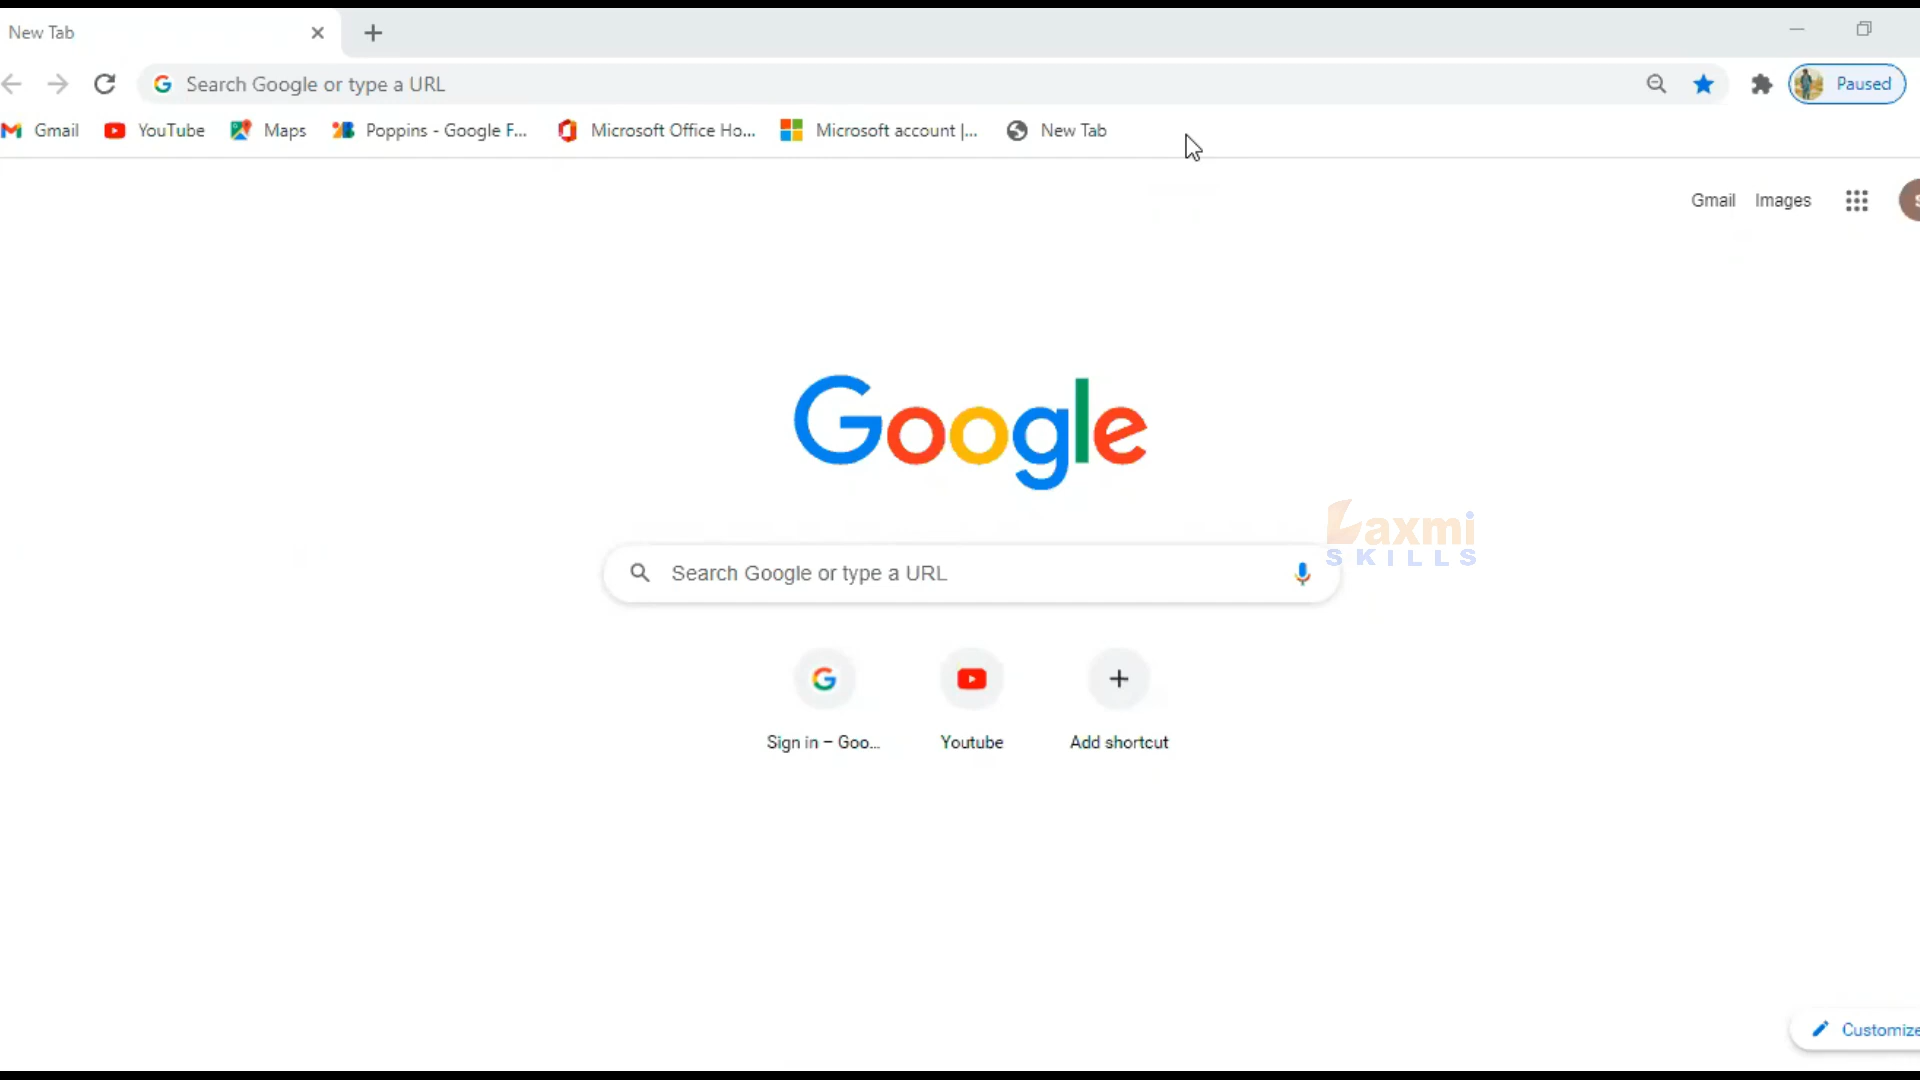 New Tab
Search Google or type a URL
Paused
Gmail YouTube Maps Poppins - Google F... Microsoft Office Ho... Microsoft account |... New Tab
Gmail Images
Google
Laxmi
SKILLS
Search Google or type a URL
Sign in – Goo... Youtube Add shortcut
Customize